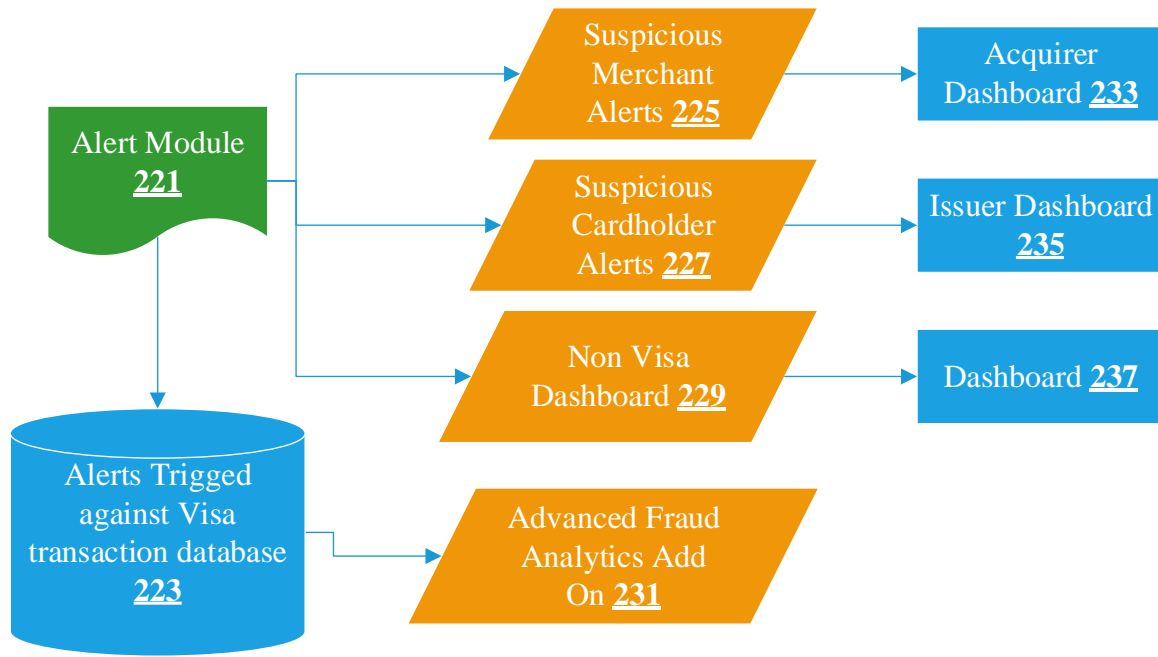 Suspicious
Merchant
Alerts 225
Acquirer
Dashboard 233
Alert Module
221
Suspicious
Cardholder
Alerts 227
Issuer Dashboard
235
Non Visa
Dashboard 229
Dashboard 237
Alerts Trigged
against Visa
transaction database
223
Advanced Fraud
Analytics Add
On 231